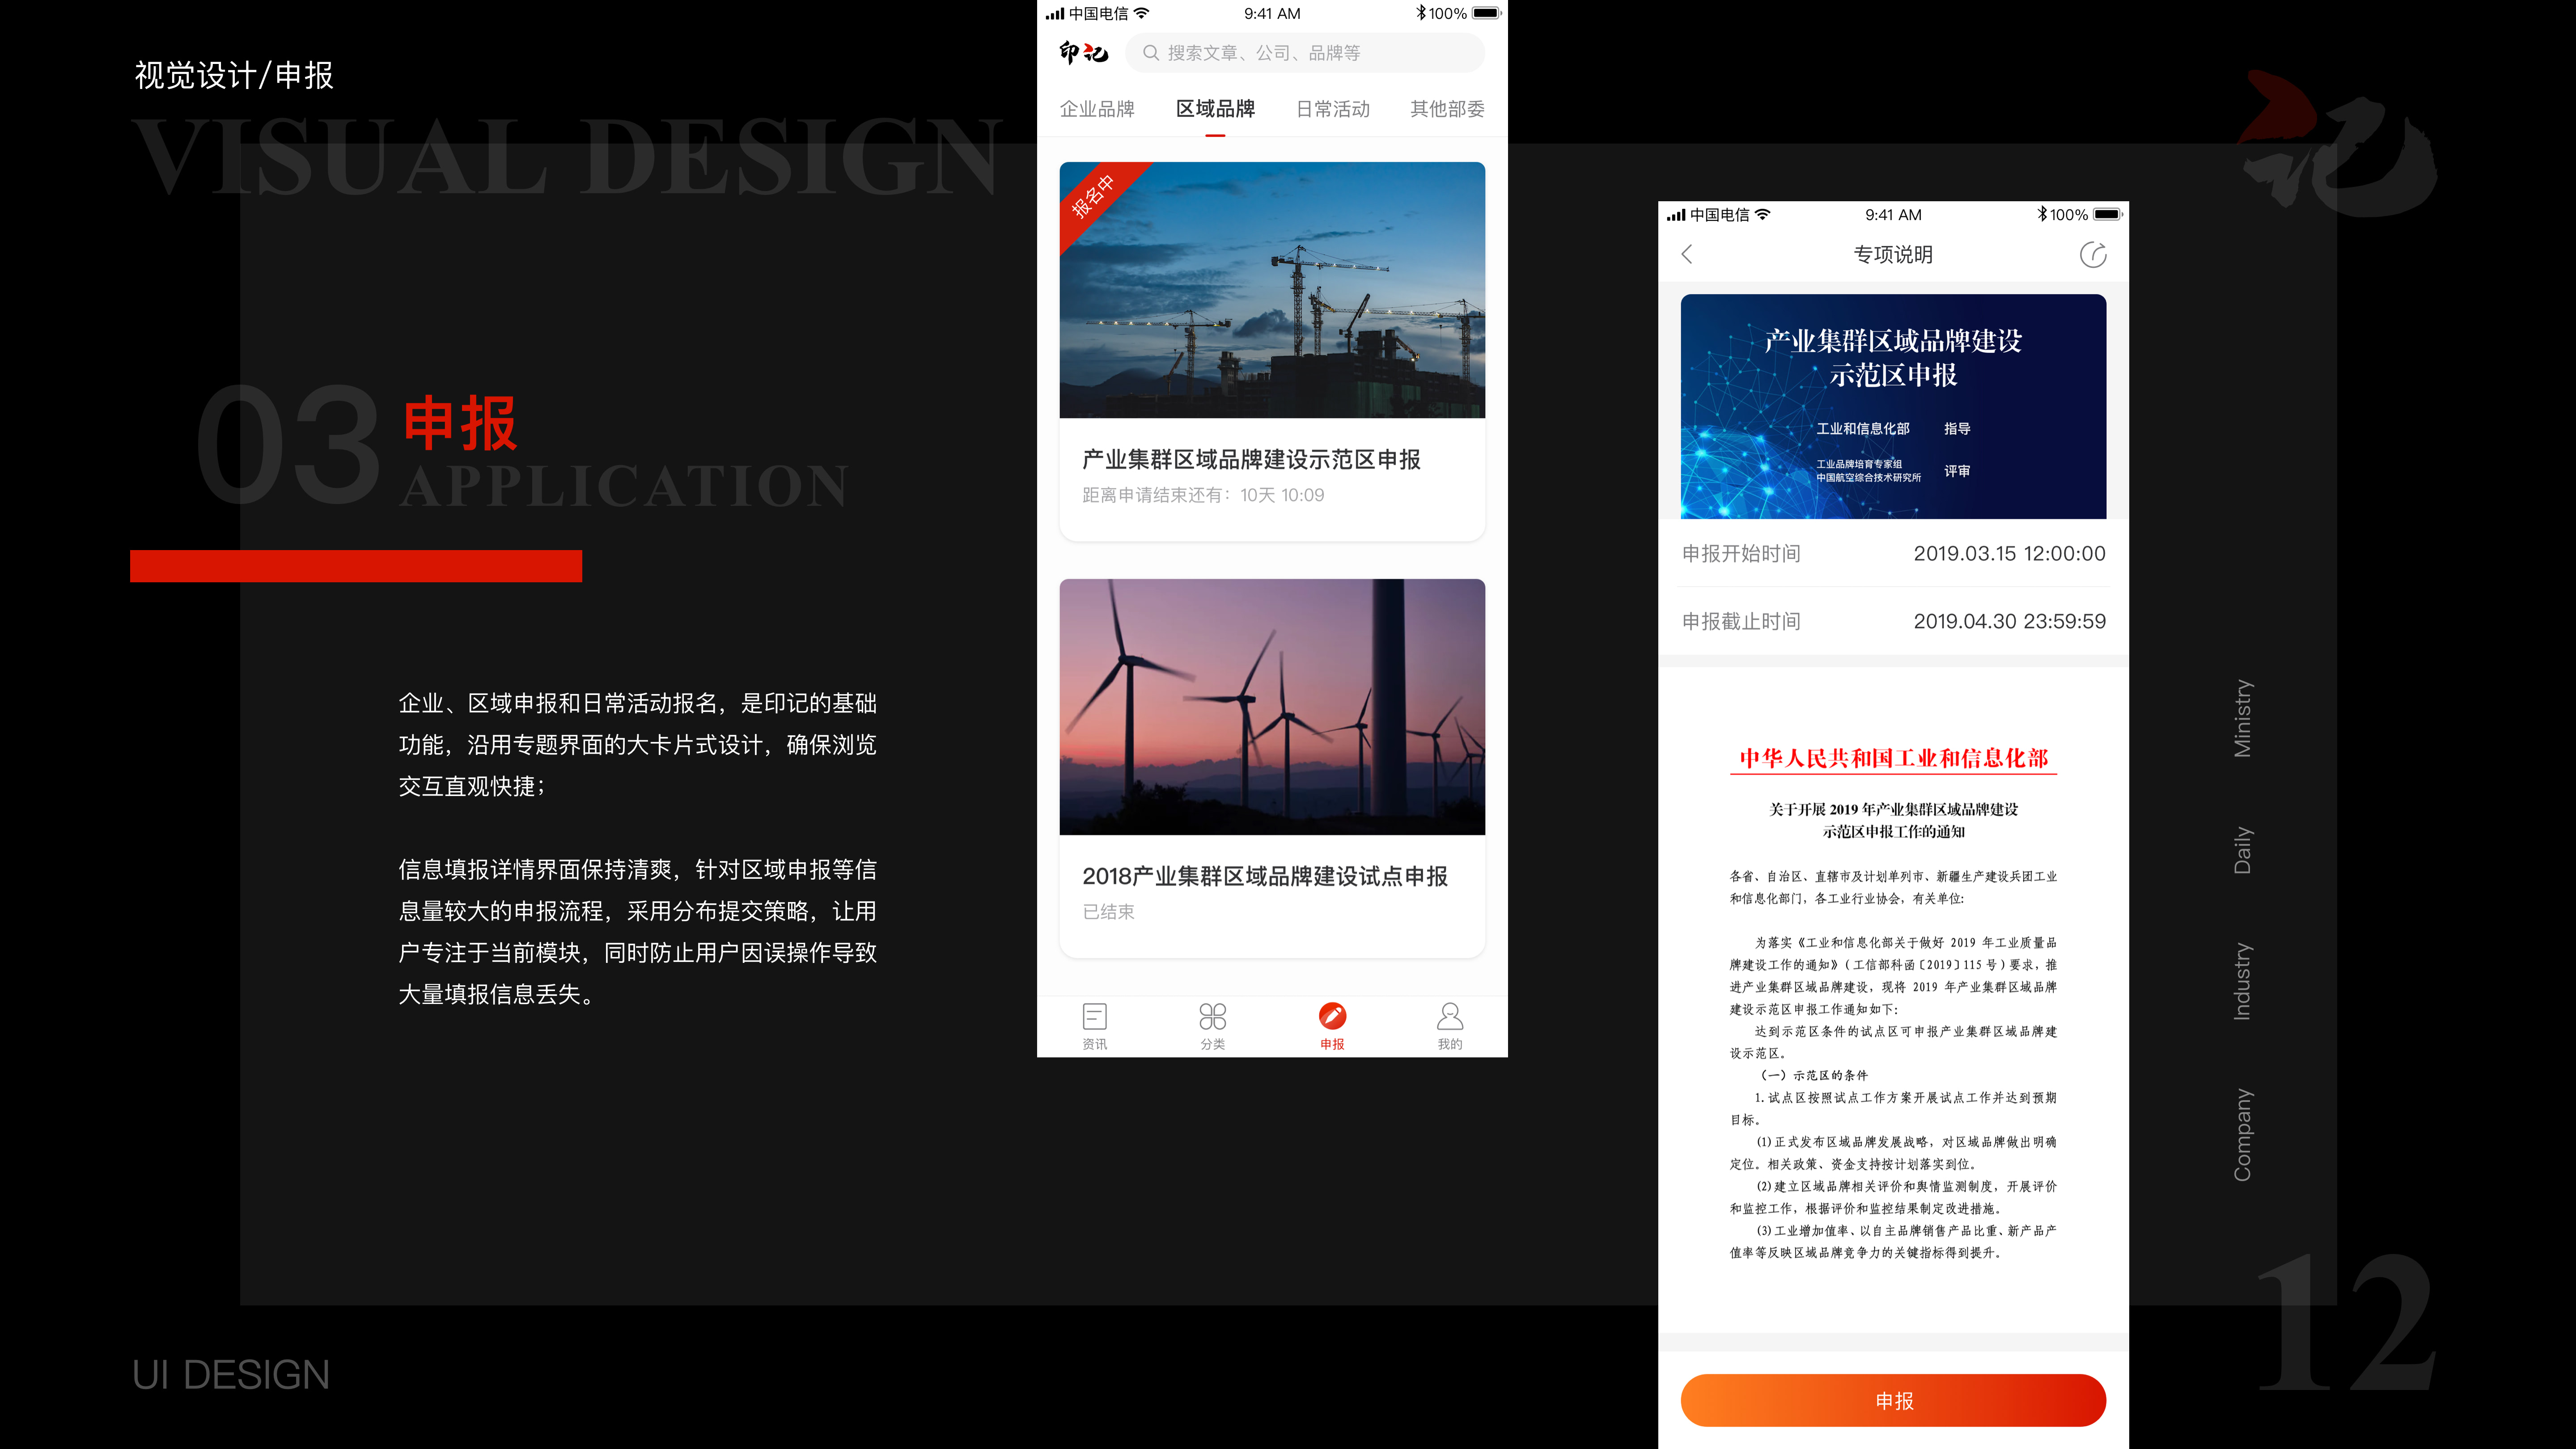 视觉设计/申报
VISUAL DESIGN
03
申报
APPLICATION
企业、区域申报和日常活动报名，是印记的基础
功能，沿用专题界面的大卡片式设计，确保浏览
交互直观快捷；
信息填报详情界面保持清爽，针对区域申报等信
息量较大的申报流程，采用分布提交策略，让用
户专注于当前模块，同时防止用户因误操作导致
大量填报信息丢失。
UI DESIGN
中国电信 9:41 AM 100%
印记 搜索文章、公司、品牌等
企业品牌 区域品牌 日常活动 其他部委
报名中
产业集群区域品牌建设示范区申报
距离申请结束还有：10天 10:09
2018产业集群区域品牌建设试点申报
已结束
资讯 分类 申报 我的
中国电信 9:41 AM 100%
专项说明
产业集群区域品牌建设
示范区申报
工业和信息化部 指导
工业品牌培育专家组
中国航空综合技术研究所 评审
申报开始时间 2019.03.15 12:00:00
申报截止时间 2019.04.30 23:59:59
中华人民共和国工业和信息化部
关于开展 2019 年产业集群区域品牌建设
示范区申报工作的通知
各省、自治区、直辖市及计划单列市、新疆生产建设兵团工业
和信息化部门，各工业行业协会，有关单位:
为落实《工业和信息化部关于做好 2019 年工业质量品
牌建设工作的通知》（工信部科函〔2019〕115 号）要求，推
进产业集群区域品牌建设，现将 2019 年产业集群区域品牌
建设示范区申报工作通知如下：
达到示范区条件的试点区可申报产业集群区域品牌建
设示范区。
（一）示范区的条件
1.试点区按照试点工作方案开展试点工作并达到预期
目标。
(1)正式发布区域品牌发展战略，对区域品牌做出明确
定位。相关政策、资金支持按计划落实到位。
(2)建立区域品牌相关评价和舆情监测制度，开展评价
和监控工作，根据评价和监控结果制定改进措施。
(3)工业增加值率、以自主品牌销售产品比重、新产品产
值率等反映区域品牌竞争力的关键指标得到提升。
申报
记
Ministry
Daily
Industry
Company
12